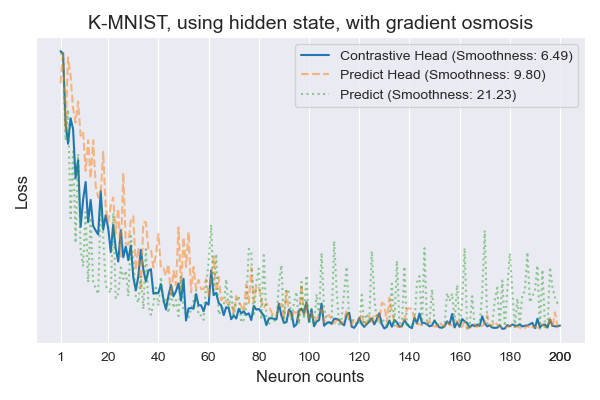 K-MNIST, using hidden state, with gradient osmosis
Contrastive Head (Smoothness: 6.49)
Predict Head (Smoothness: 9.80)
Predict (Smoothness: 21.23)
Loss
1 20 40 60 80 100 120 140 160 180 200
Neuron counts